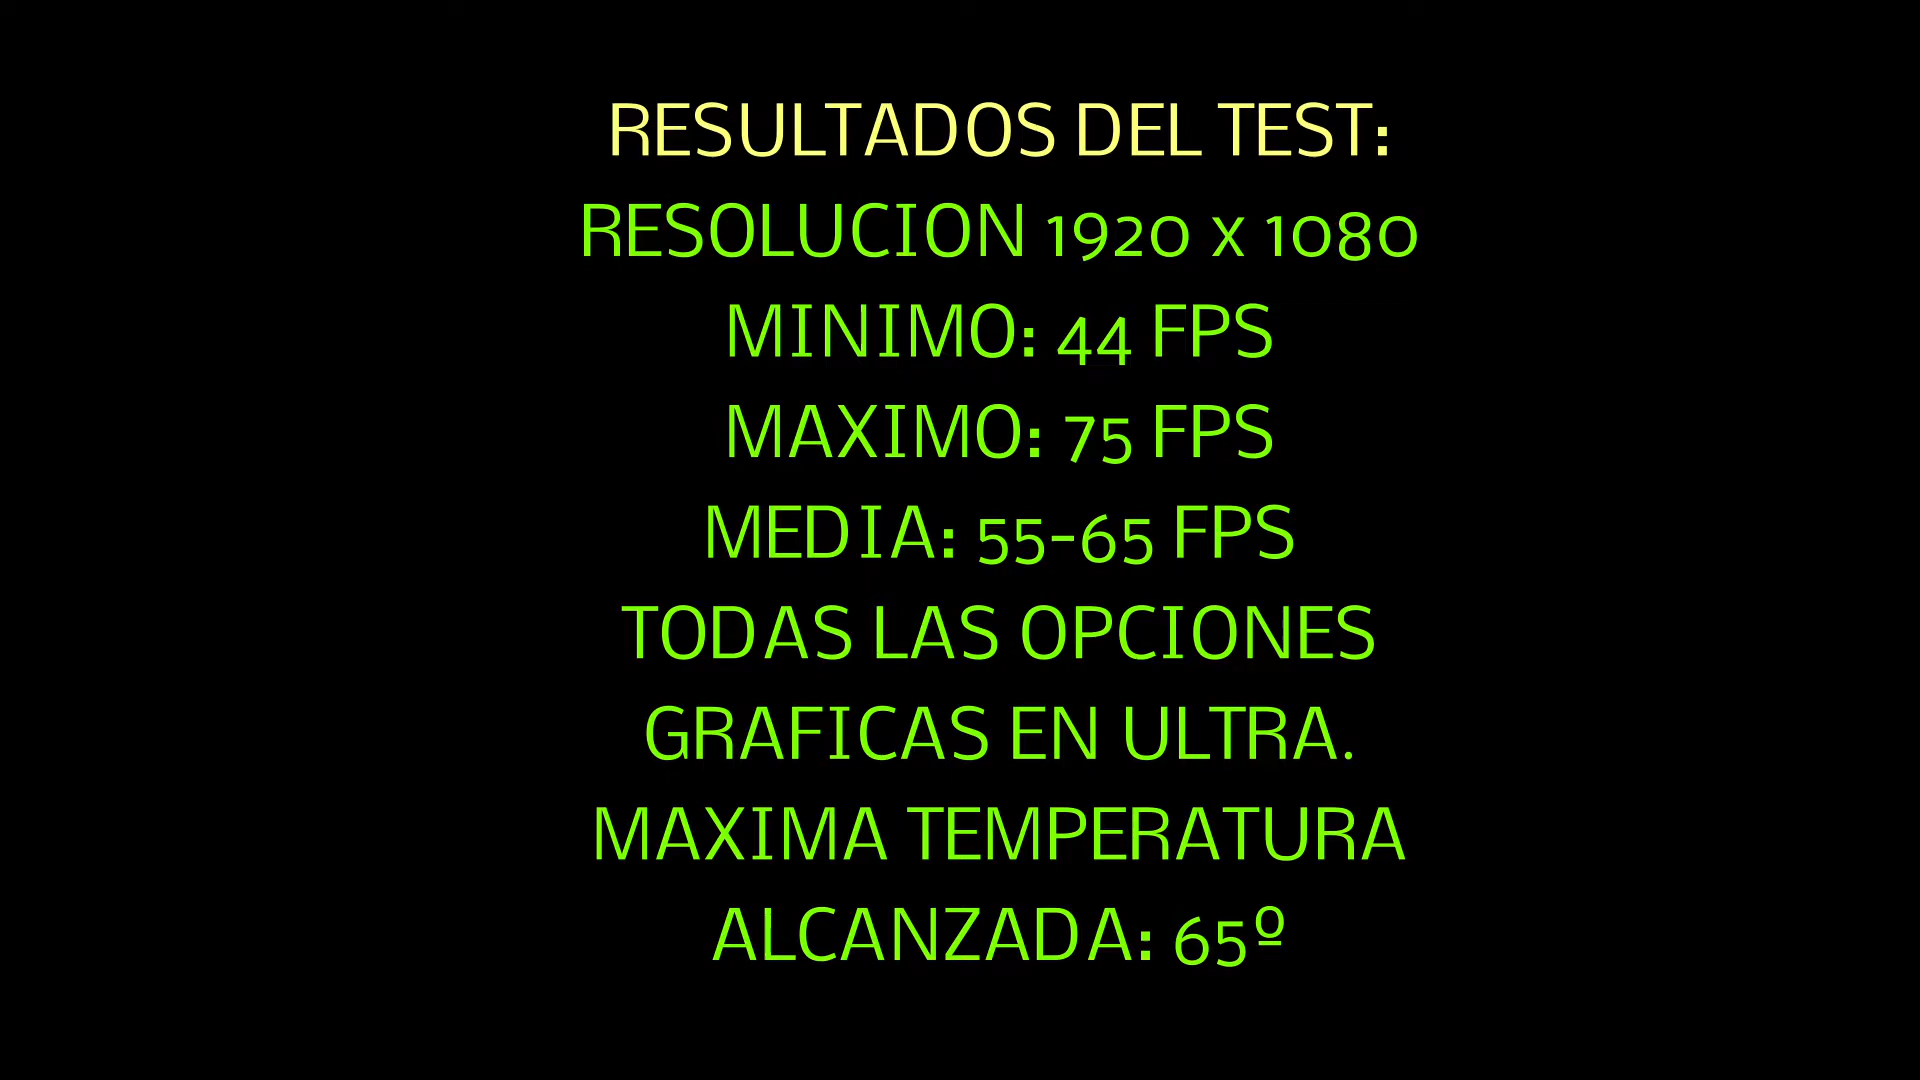 RESULTADOS DEL TEST:
RESOLUCION 1920 x 1080
MINIMO: 44 FPS
MAXIMO: 75 FPS
MEDIA: 55-65 FPS
TODAS LAS OPCIONES
GRAFICAS EN ULTRA.
MAXIMA TEMPERATURA
ALCANZADA: 65º